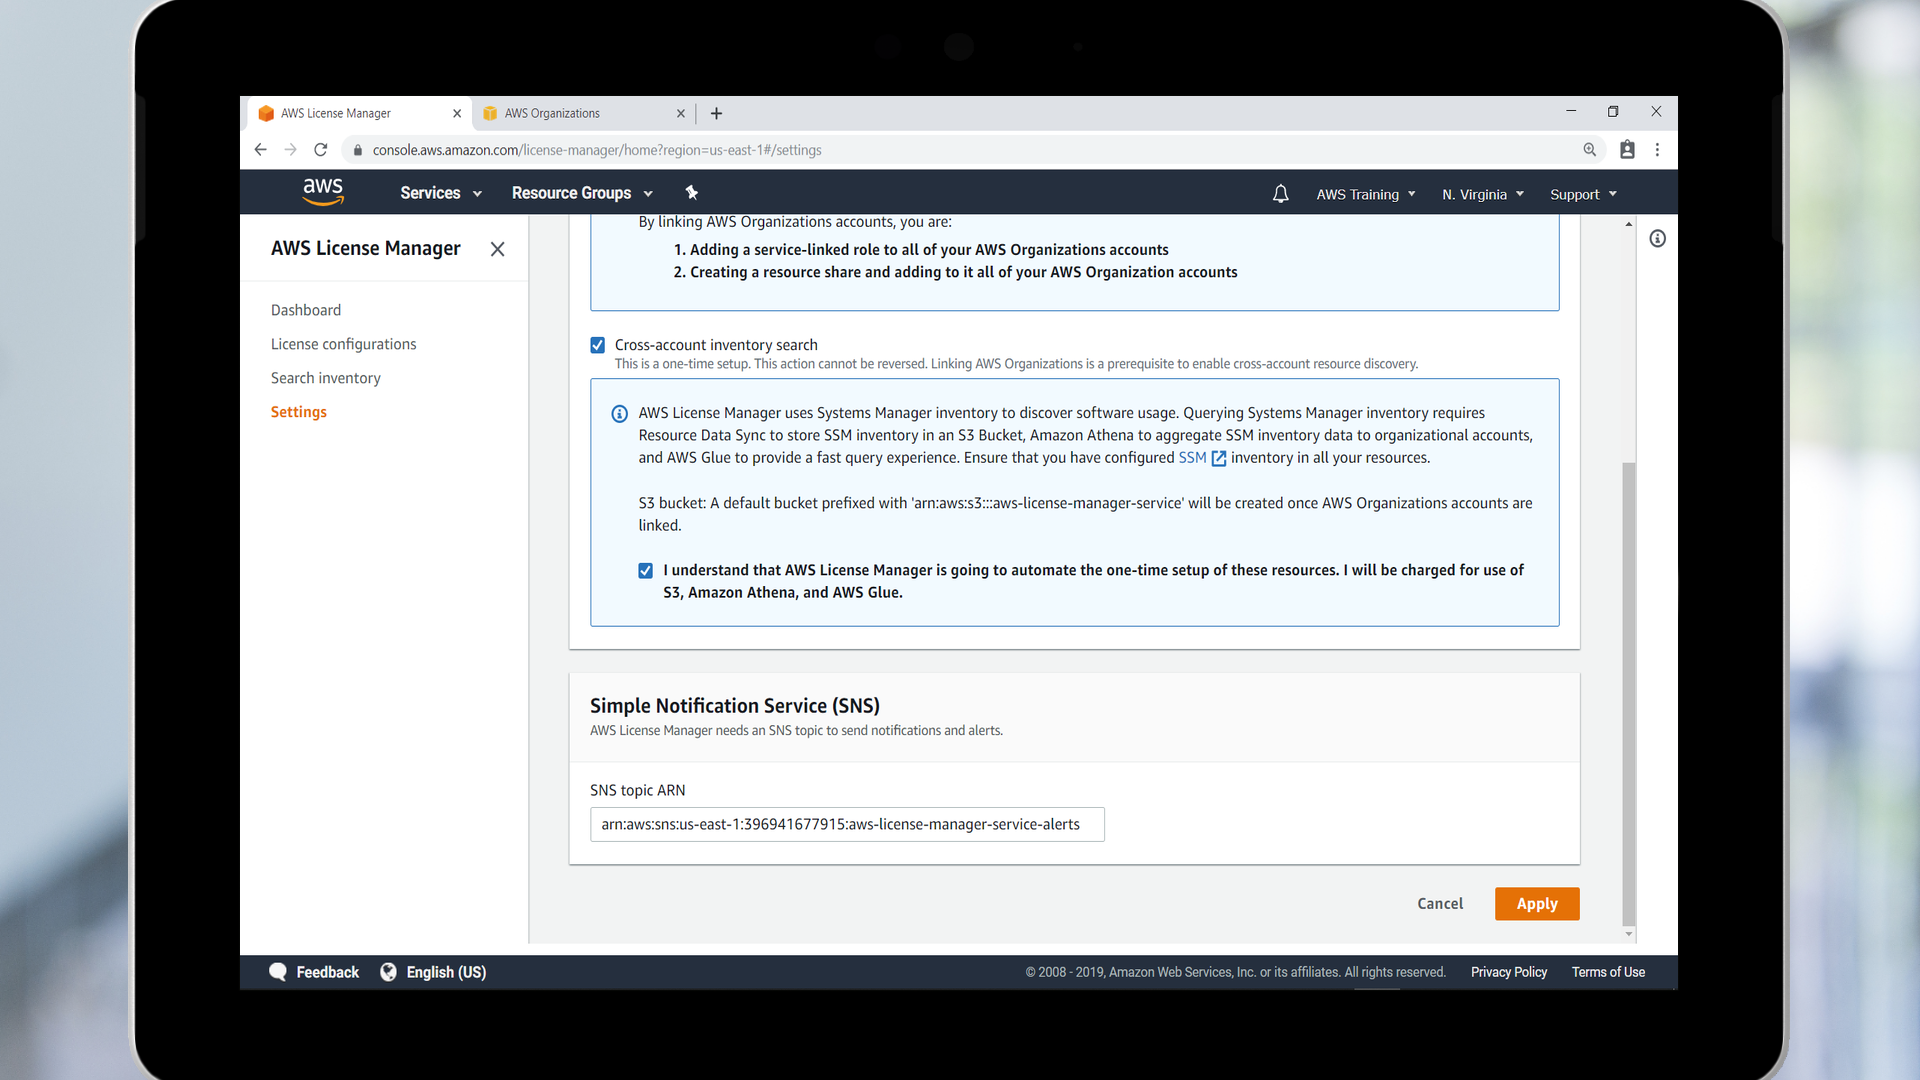 AWS License Manager
AWS Organizations
console.aws.amazon.com/license-manager/home?region=us-east-1#/settings
aws
Services
Resource Groups
AWS Training
N. Virginia
Support
AWS License Manager
Dashboard
License configurations
Search inventory
Settings
By linking AWS Organizations accounts, you are:
1. Adding a service-linked role to all of your AWS Organizations accounts
2. Creating a resource share and adding to it all of your AWS Organization accounts
Cross-account inventory search
This is a one-time setup. This action cannot be reversed. Linking AWS Organizations is a prerequisite to enable cross-account resource discovery.
AWS License Manager uses Systems Manager inventory to discover software usage. Querying Systems Manager inventory requires
Resource Data Sync to store SSM inventory in an S3 Bucket, Amazon Athena to aggregate SSM inventory data to organizational accounts,
and AWS Glue to provide a fast query experience. Ensure that you have configured SSM inventory in all your resources.
S3 bucket: A default bucket prefixed with 'arn:aws:s3:::aws-license-manager-service' will be created once AWS Organizations accounts are
linked.
I understand that AWS License Manager is going to automate the one-time setup of these resources. I will be charged for use of
S3, Amazon Athena, and AWS Glue.
Simple Notification Service (SNS)
AWS License Manager needs an SNS topic to send notifications and alerts.
SNS topic ARN
arn:aws:sns:us-east-1:396941677915:aws-license-manager-service-alerts
Cancel
Apply
Feedback
English (US)
© 2008 - 2019, Amazon Web Services, Inc. or its affiliates. All rights reserved.
Privacy Policy
Terms of Use